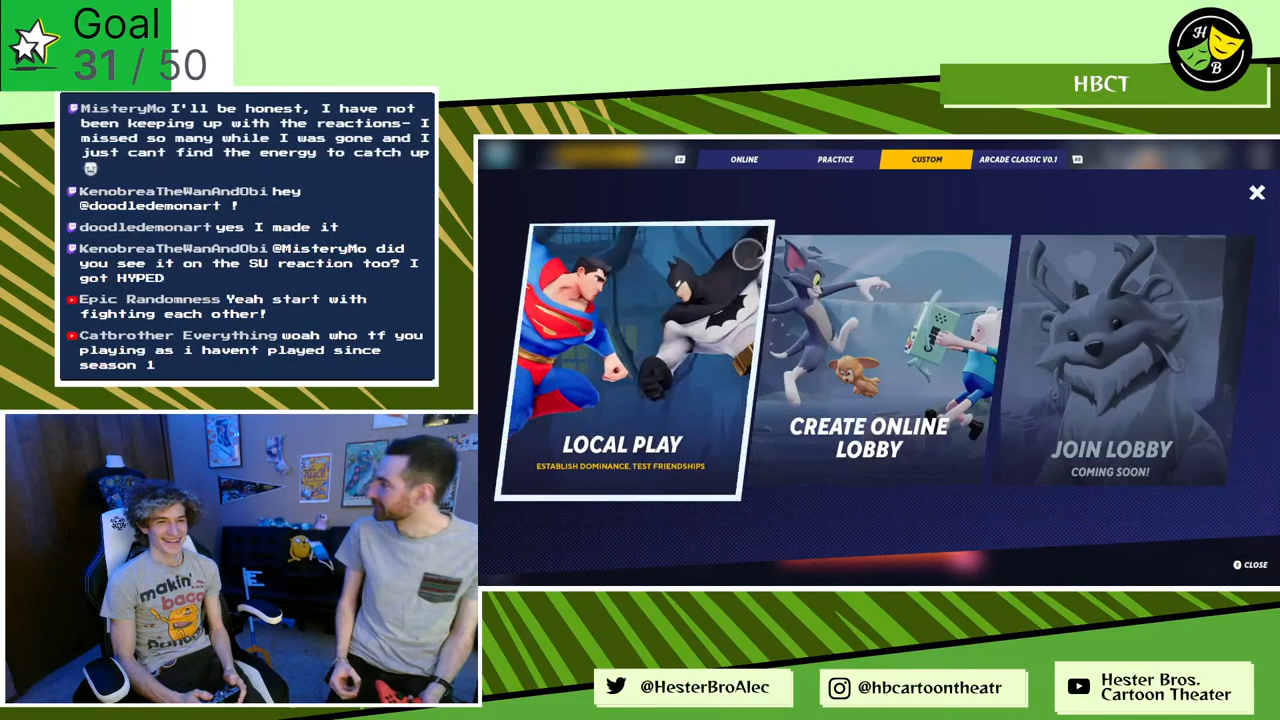 Goal
31 / 50
H
B
HBCT
MisteryMo I'll be honest, I have not
been keeping up with the reactions- I
missed so many while I was gone and I
just cant find the energy to catch up
KenobreaTheWanAndObi hey
@doodledemonart !
doodledemonart yes I made it
KenobreaTheWanAndObi @MisteryMo did
you see it on the SU reaction too? I
got HYPED
Epic Randomness Yeah start with
fighting each other!
Catbrother Everything woah who tf you
playing as i havent played since
season 1
LB ONLINE PRACTICE CUSTOM ARCADE CLASSIC V0.1 RB
LOCAL PLAY
ESTABLISH DOMINANCE. TEST FRIENDSHIPS
CREATE ONLINE
LOBBY
JOIN LOBBY
COMING SOON!
CLOSE
makin'
@HesterBroAlec
@hbcartoontheatr
Hester Bros.
Cartoon Theater